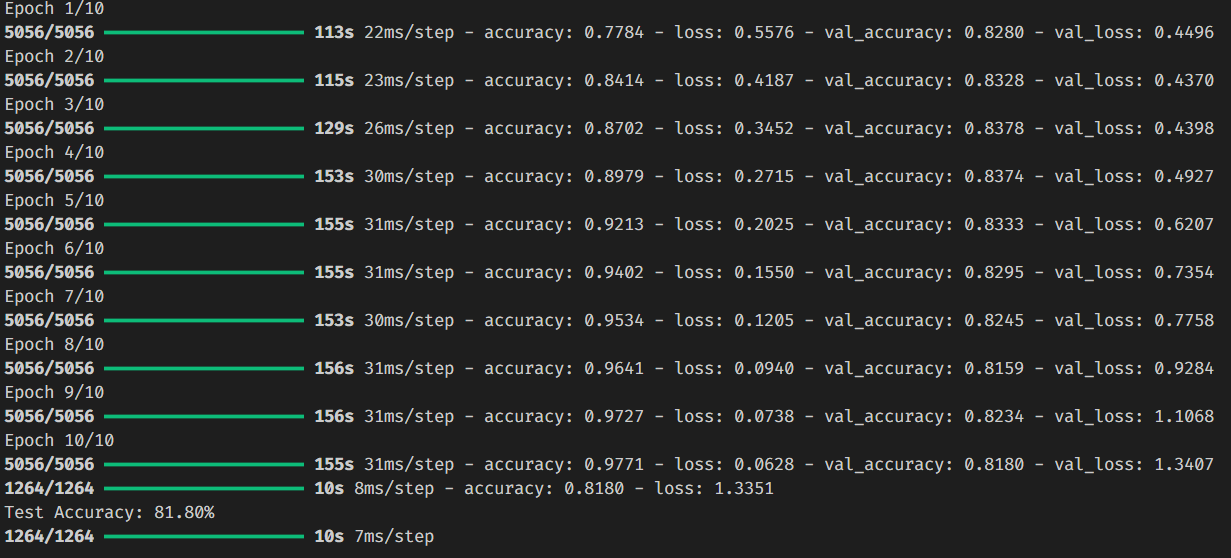 Epoch 1/10
5056/5056 113s 22ms/step - accuracy: 0.7784 - loss: 0.5576 - val_accuracy: 0.8280 - val_loss: 0.4496
Epoch 2/10
5056/5056 115s 23ms/step - accuracy: 0.8414 - loss: 0.4187 - val_accuracy: 0.8328 - val_loss: 0.4370
Epoch 3/10
5056/5056 129s 26ms/step - accuracy: 0.8702 - loss: 0.3452 - val_accuracy: 0.8378 - val_loss: 0.4398
Epoch 4/10
5056/5056 153s 30ms/step - accuracy: 0.8979 - loss: 0.2715 - val_accuracy: 0.8374 - val_loss: 0.4927
Epoch 5/10
5056/5056 155s 31ms/step - accuracy: 0.9213 - loss: 0.2025 - val_accuracy: 0.8333 - val_loss: 0.6207
Epoch 6/10
5056/5056 155s 31ms/step - accuracy: 0.9402 - loss: 0.1550 - val_accuracy: 0.8295 - val_loss: 0.7354
Epoch 7/10
5056/5056 153s 30ms/step - accuracy: 0.9534 - loss: 0.1205 - val_accuracy: 0.8245 - val_loss: 0.7758
Epoch 8/10
5056/5056 156s 31ms/step - accuracy: 0.9641 - loss: 0.0940 - val_accuracy: 0.8159 - val_loss: 0.9284
Epoch 9/10
5056/5056 156s 31ms/step - accuracy: 0.9727 - loss: 0.0738 - val_accuracy: 0.8234 - val_loss: 1.1068
Epoch 10/10
5056/5056 155s 31ms/step - accuracy: 0.9771 - loss: 0.0628 - val_accuracy: 0.8180 - val_loss: 1.3407
1264/1264 10s 8ms/step - accuracy: 0.8180 - loss: 1.3351
Test Accuracy: 81.80%
1264/1264 10s 7ms/step